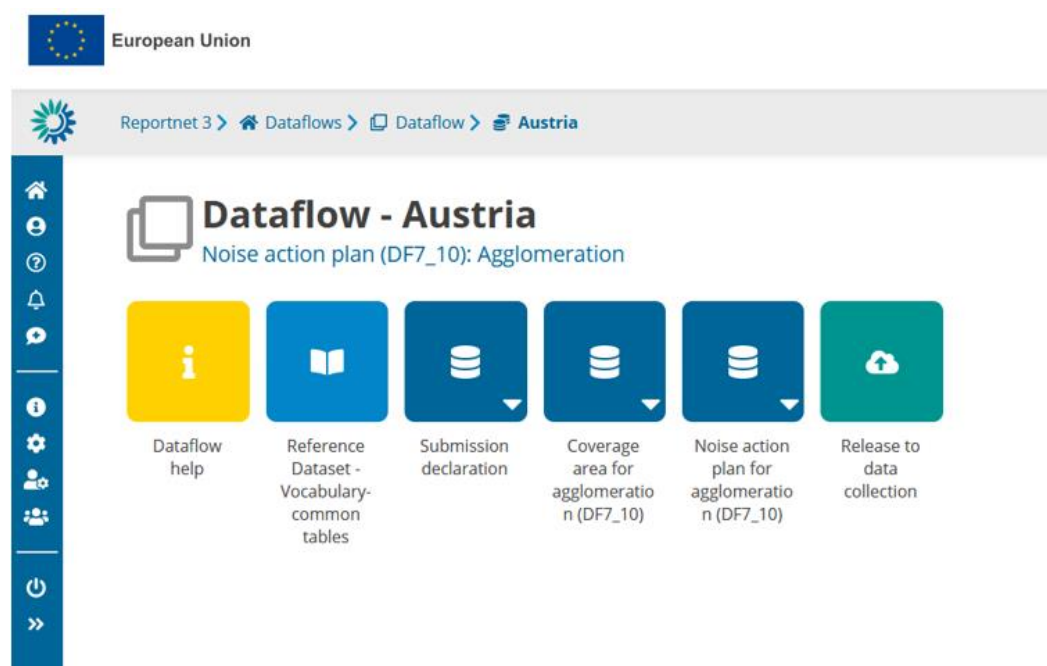 European Union
Reportnet 3 > Dataflows > Dataflow > Austria
Dataflow - Austria
Noise action plan (DF7_10): Agglomeration
Dataflow
help
Reference
Dataset -
Vocabulary-
common
tables
Submission
declaration
Coverage
area for
agglomeratio
n (DF7_10)
Noise action
plan for
agglomeratio
n (DF7_10)
Release to
data
collection